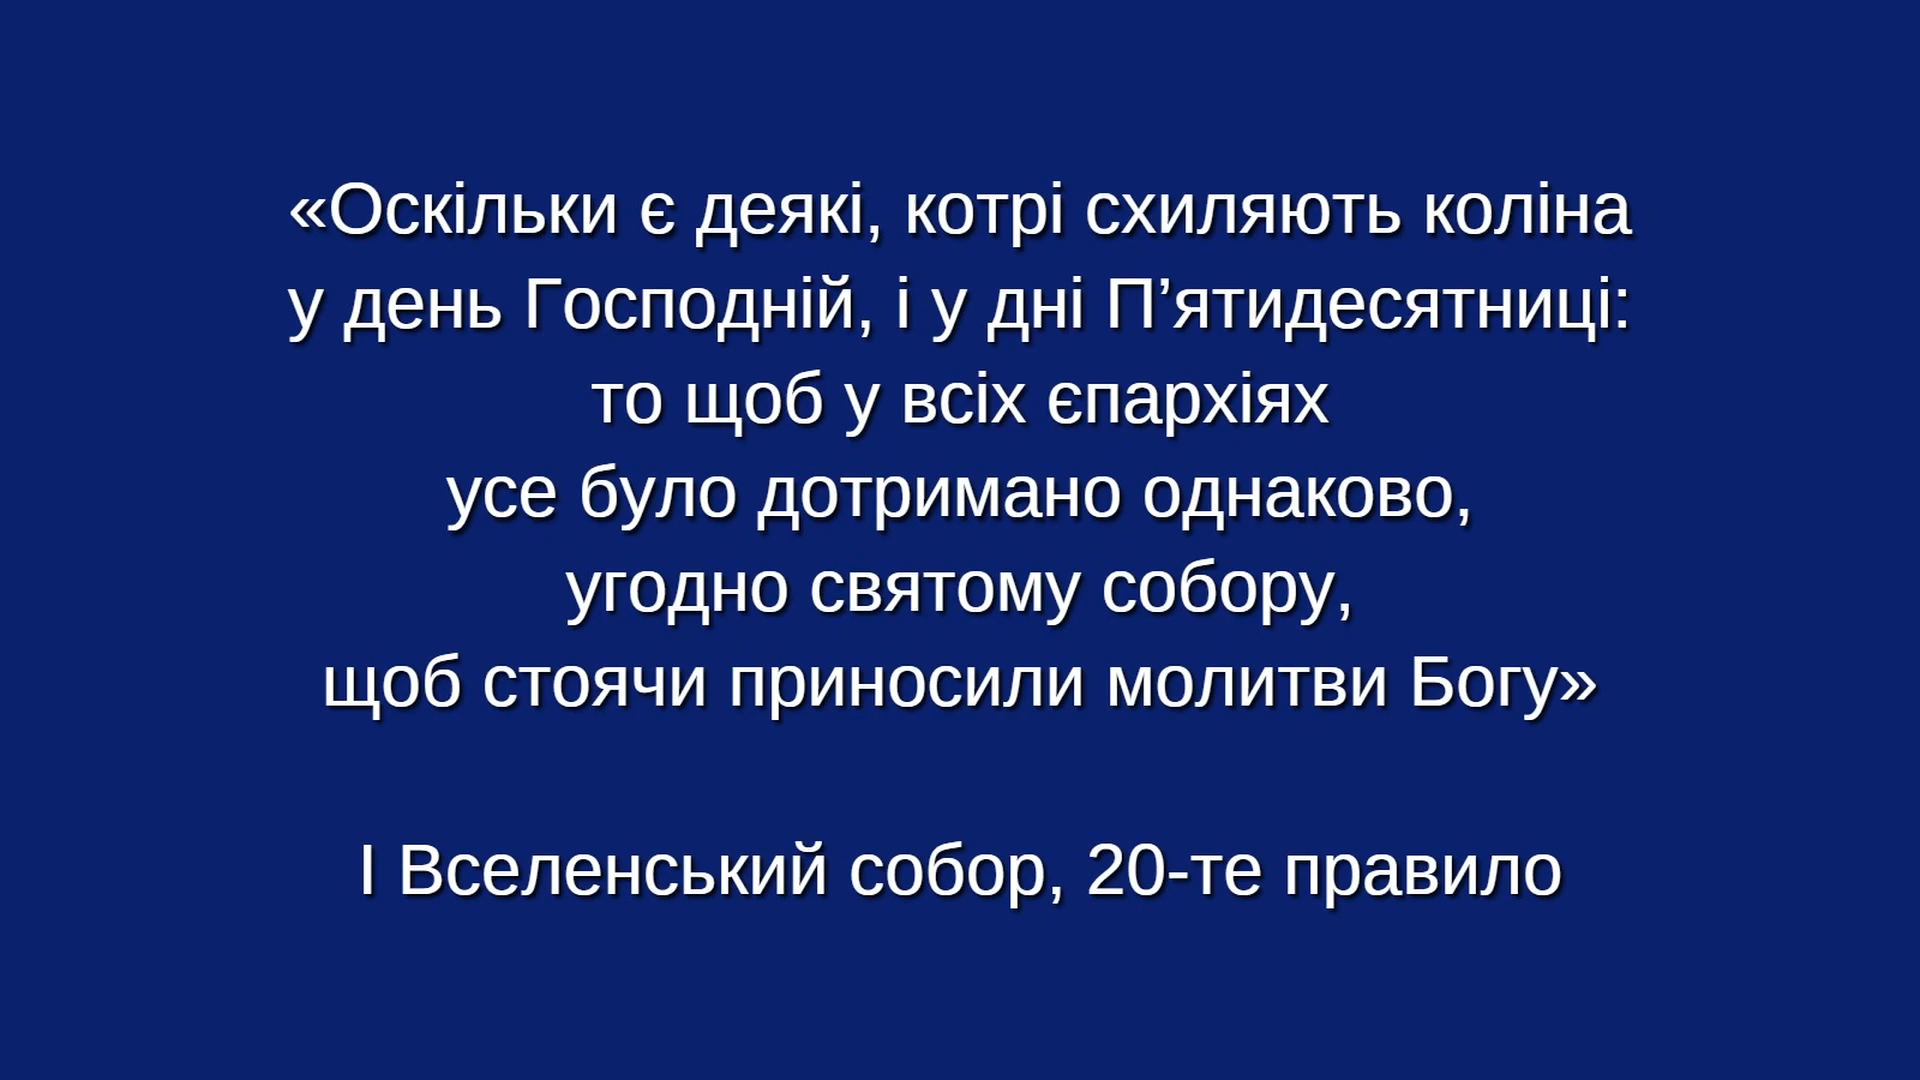 «Оскільки є деякі, котрі схиляють коліна
у день Господній, і у дні П’ятидесятниці:
то щоб у всіх єпархіях
усе було дотримано однаково,
угодно святому собору,
щоб стоячи приносили молитви Богу»
І Вселенський собор, 20-те правило